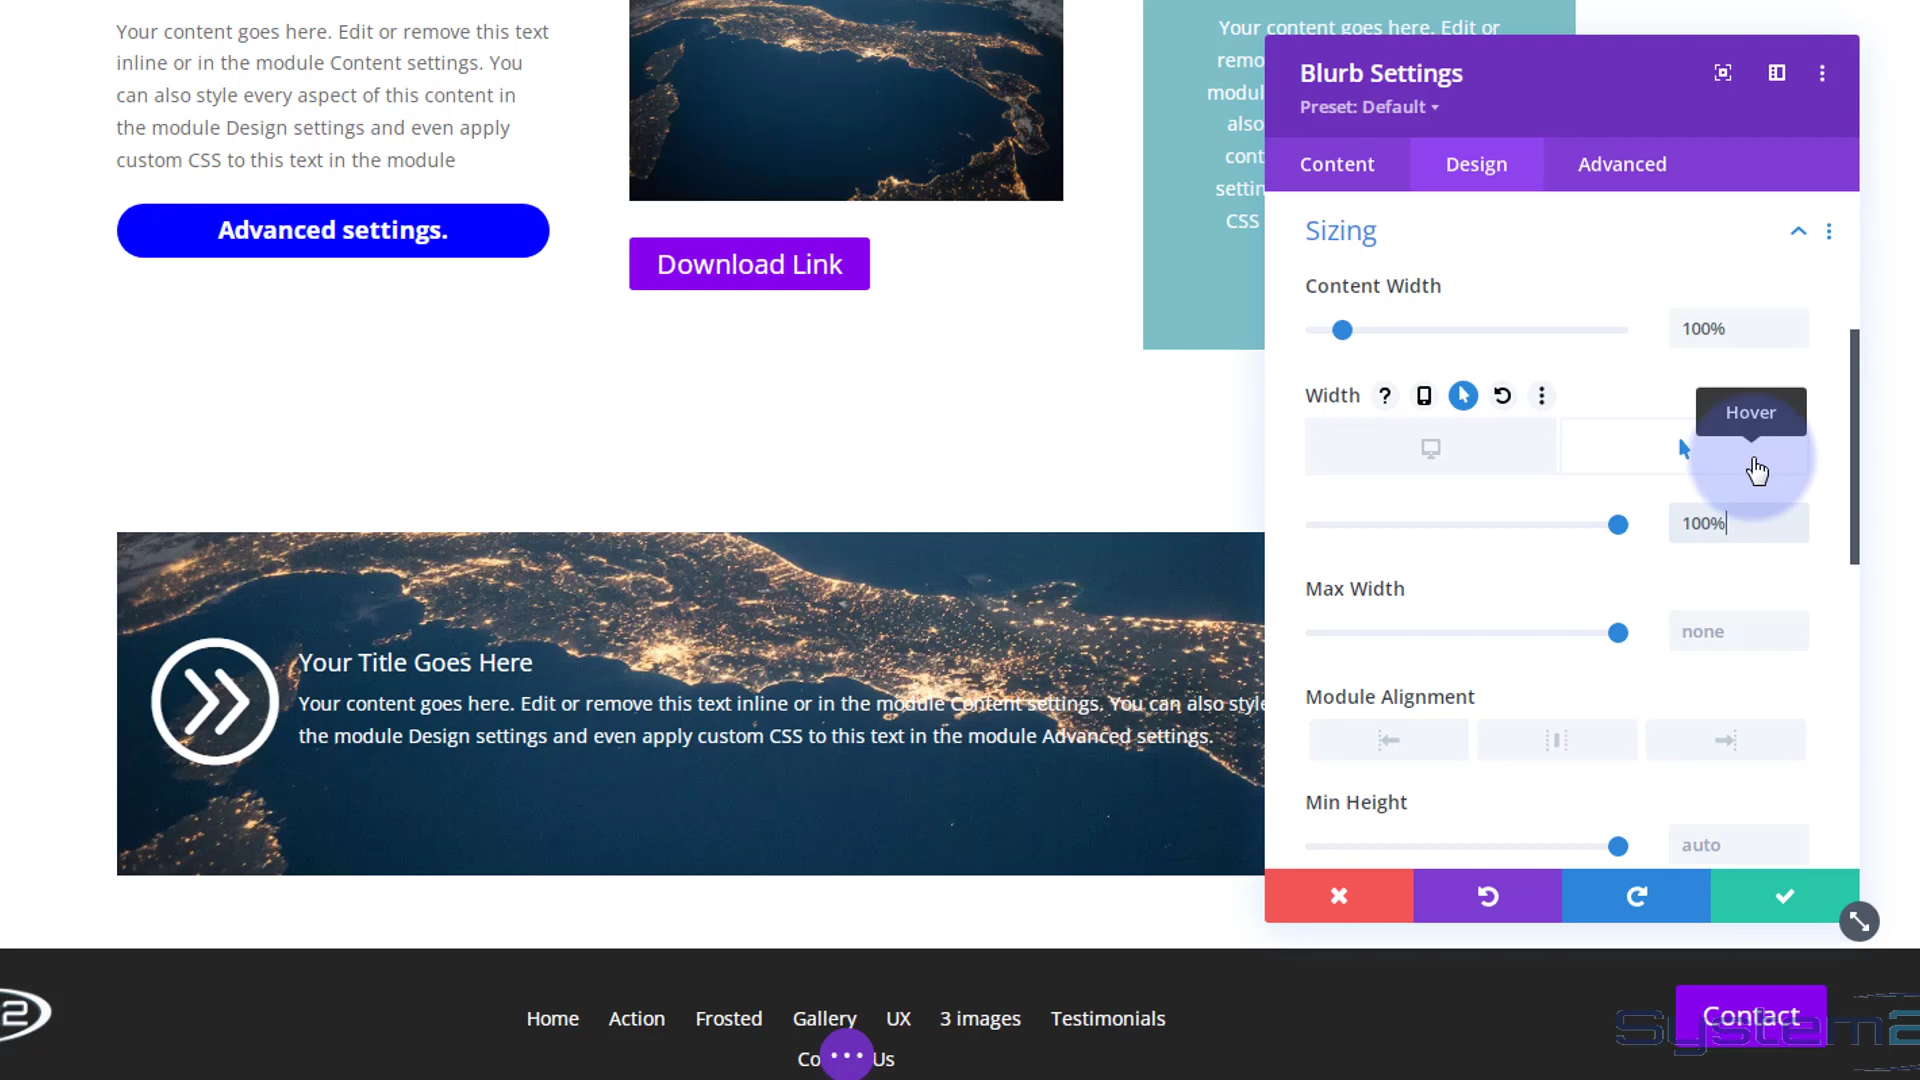 Your content goes here. Edit or remove this text
inline or in the module Content settings. You
can also style every aspect of this content in
the module Design settings and even apply
custom CSS to this text in the module
Advanced settings.
Download Link
Your content goes here. Edit or
remo
modul
also
cont
settin
CSS
Blurb Settings
Preset: Default
Content
Design
Advanced
Sizing
Content Width
100%
Width ?
Hover
100%
Max Width
none
Module Alignment
Min Height
auto
Your Title Goes Here
Your content goes here. Edit or remove this text inline or in the module Content settings. You can also style
the module Design settings and even apply custom CSS to this text in the module Advanced settings.
2
Home
Action
Frosted
Gallery
UX
3 images
Testimonials
Co Us
Contact
System2